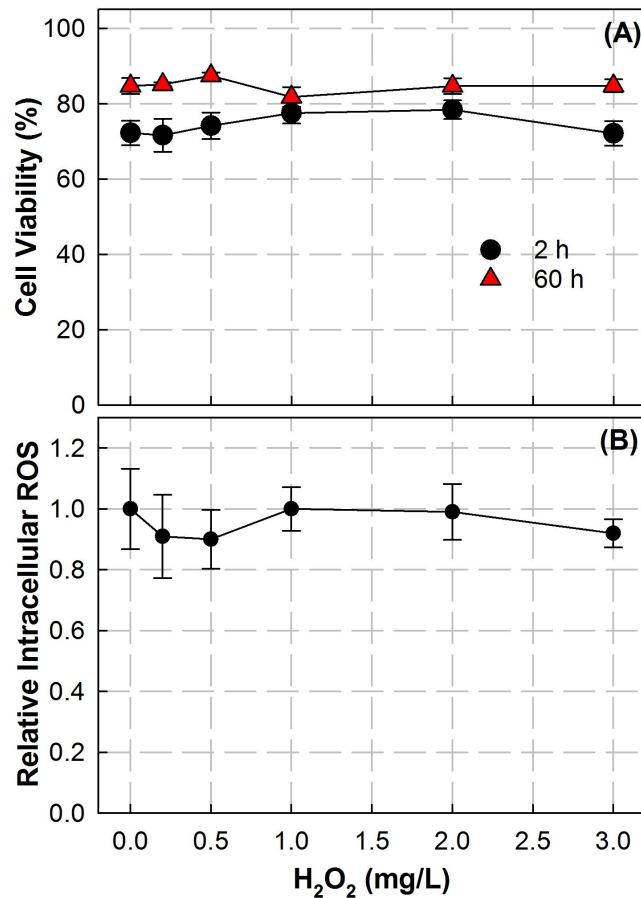 (A)
Cell Viability (%)
100
80
60
40
20
0
2 h
60 h
(B)
Relative Intracellular ROS
1.2
1.0
0.8
0.6
0.4
0.2
0.0
0.0 0.5 1.0 1.5 2.0 2.5 3.0
H₂O₂ (mg/L)